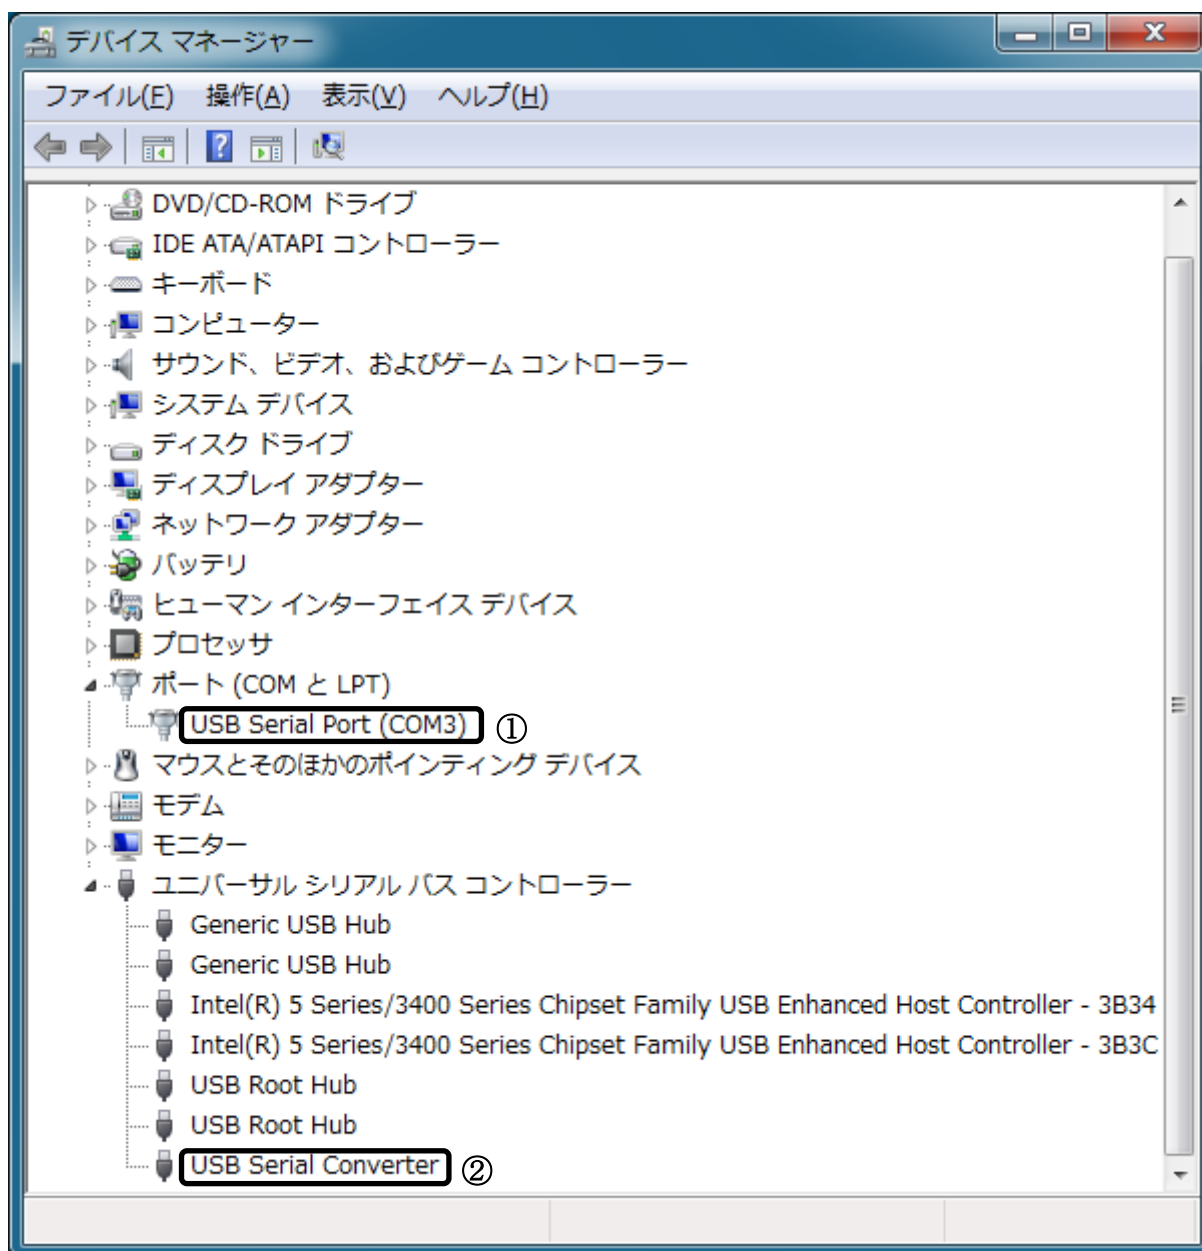 デバイス マネージャー
ファイル(F) 操作(A) 表示(V) ヘルプ(H)
DVD/CD-ROM ドライブ
IDE ATA/ATAPI コントローラー
キーボード
コンピューター
サウンド、ビデオ、およびゲーム コントローラー
システム デバイス
ディスク ドライブ
ディスプレイ アダプター
ネットワーク アダプター
バッテリ
ヒューマン インターフェイス デバイス
プロセッサ
ポート (COM と LPT)
USB Serial Port (COM3) ①
マウスとそのほかのポインティング デバイス
モデム
モニター
ユニバーサル シリアル バス コントローラー
Generic USB Hub
Generic USB Hub
Intel(R) 5 Series/3400 Series Chipset Family USB Enhanced Host Controller - 3B34
Intel(R) 5 Series/3400 Series Chipset Family USB Enhanced Host Controller - 3B3C
USB Root Hub
USB Root Hub
USB Serial Converter ②